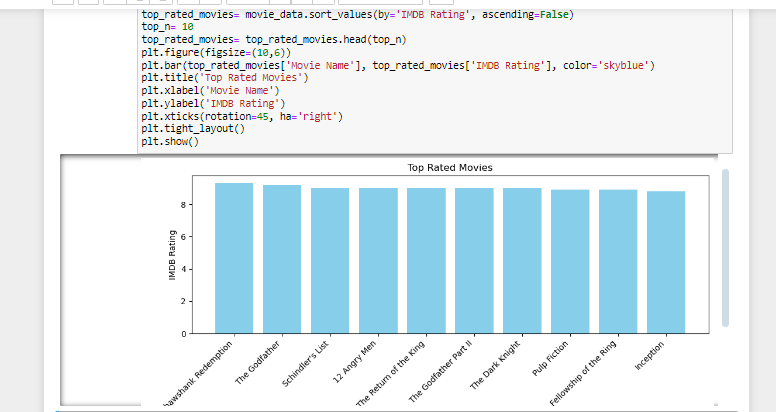 top_rated_movies= movie_data.sort_values(by='IMDB Rating', ascending=False)
top_n= 10
top_rated_movies= top_rated_movies.head(top_n)
plt.figure(figsize=(10,6))
plt.bar(top_rated_movies['Movie Name'], top_rated_movies['IMDB Rating'], color='skyblue')
plt.title('Top Rated Movies')
plt.xlabel('Movie Name')
plt.ylabel('IMDB Rating')
plt.xticks(rotation=45, ha='right')
plt.tight_layout()
plt.show()
Top Rated Movies
IMDB Rating
8
6
4
2
0
awshank Redemption
The Godfather
Schindler's List
12 Angry Men
The Return of the King
The Godfather Part II
The Dark Knight
Pulp Fiction
Fellowship of the Ring
Inception